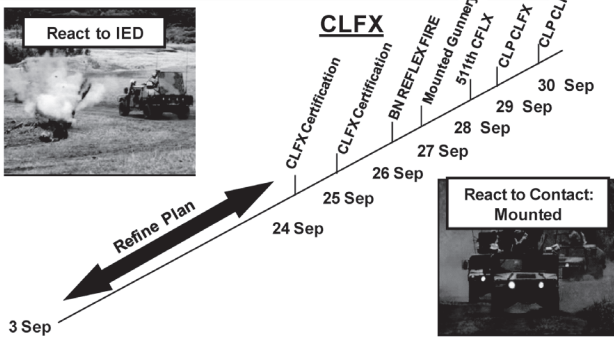 React to IED
CLFX
CLFX Certification
CLFX Certification
BN REFLEX FIRE
Mounted Gunnery
511th CFLX
CLP CLFX
CLP
Refine Plan
3 Sep
24 Sep
25 Sep
26 Sep
27 Sep
28 Sep
29 Sep
30 Sep
React to Contact:
Mounted